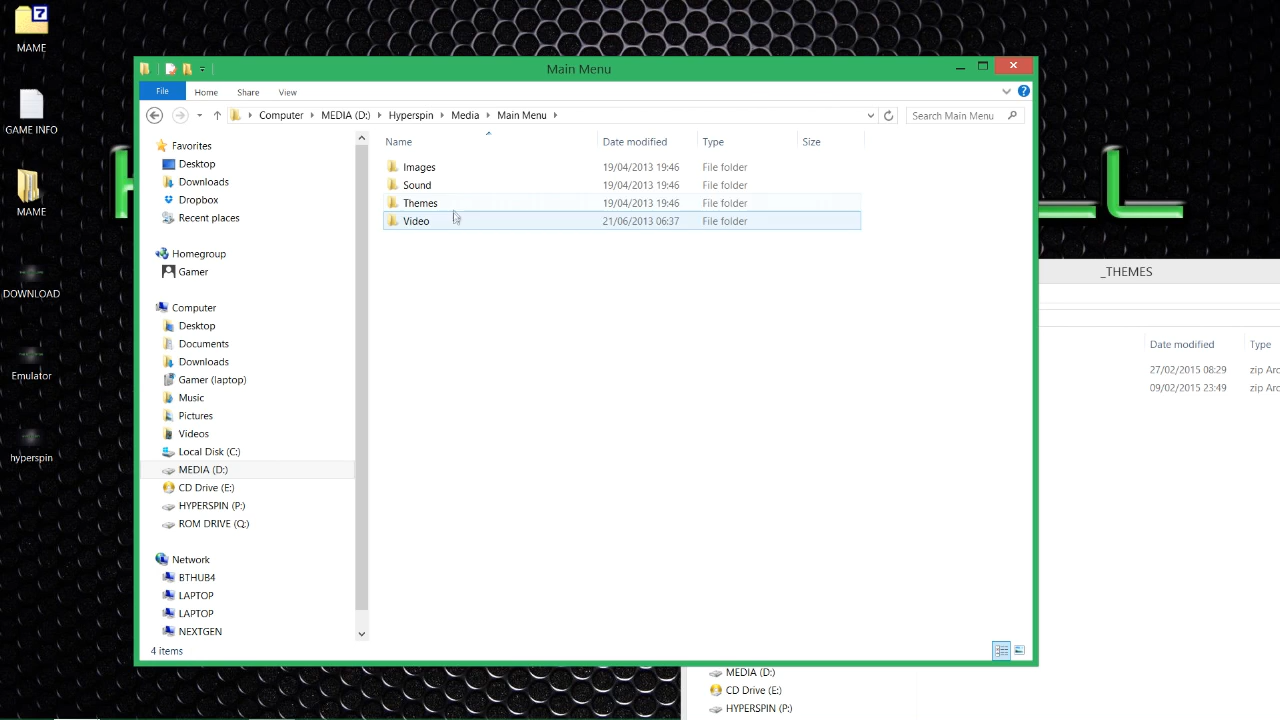 MAME
GAME INFO
MAME
DOWNLOAD
Emulator
hyperspin
Main Menu
File Home Share View
Computer MEDIA (D:) Hyperspin Media Main Menu
Search Main Menu
Name Date modified Type Size
Images 19/04/2013 19:46 File folder
Sound 19/04/2013 19:46 File folder
Themes 19/04/2013 19:46 File folder
Video 21/06/2013 06:37 File folder
Favorites
Desktop
Downloads
Dropbox
Recent places
Homegroup
Gamer
Computer
Desktop
Documents
Downloads
Gamer (laptop)
Music
Pictures
Videos
Local Disk (C:)
MEDIA (D:)
CD Drive (E:)
HYPERSPIN (P:)
ROM DRIVE (Q:)
Network
BTHUB4
LAPTOP
LAPTOP
NEXTGEN
4 items
_THEMES
Date modified Type
27/02/2015 08:29 zip Arc
09/02/2015 23:49 zip Arc
MEDIA (D:)
CD Drive (E:)
HYPERSPIN (P:)